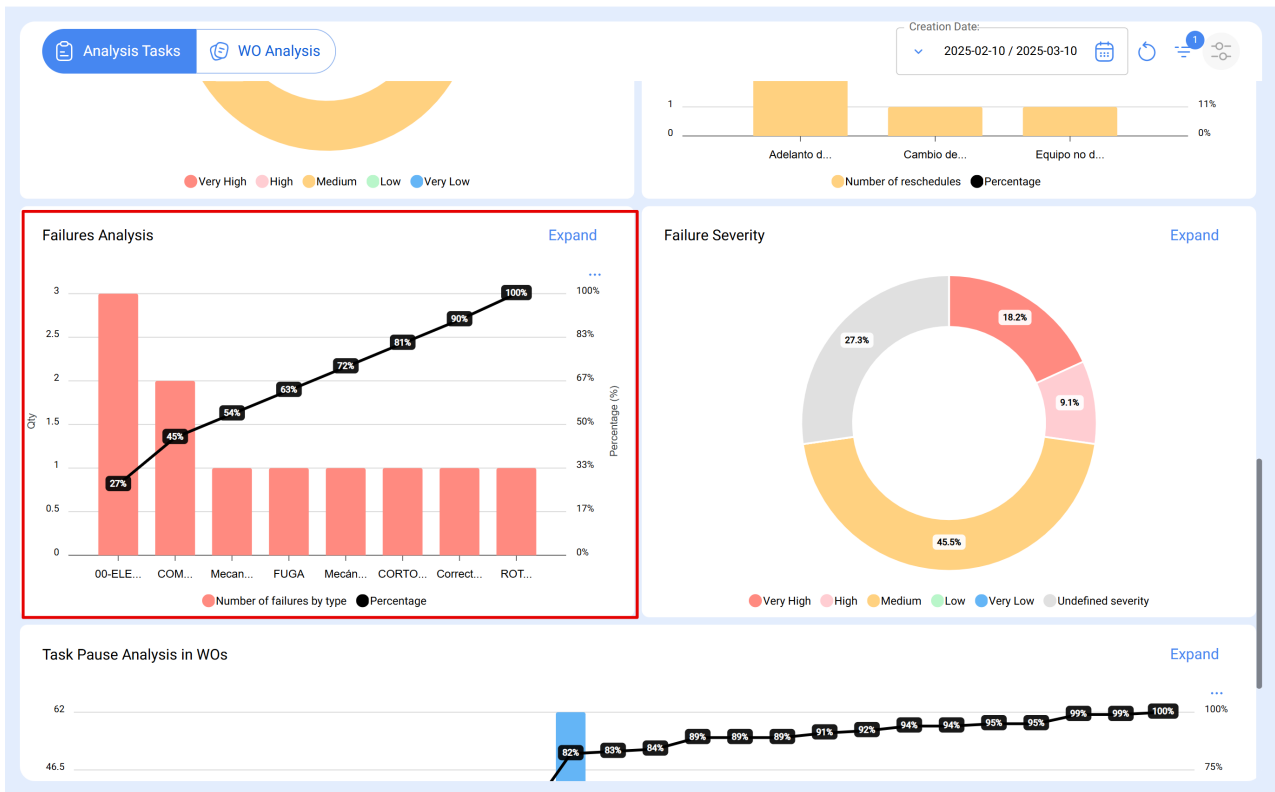 Analysis Tasks
WO Analysis
Creation Date:
2025-02-10 / 2025-03-10
1
Very High High Medium Low Very Low
1
0
11%
0%
Adelanto d... Cambio de... Equipo no d...
Number of reschedules Percentage
Failures Analysis
Expand
...
3
2.5
2
1.5
1
0.5
0
Qty
100%
83%
67%
50%
33%
17%
0%
Percentage (%)
27% 45% 54% 63% 72% 81% 90% 100%
00-ELE... COM... Mecan... FUGA Mecán... CORTO... Correct... ROT...
Number of failures by type Percentage
Failure Severity
Expand
18.2%
27.3%
9.1%
45.5%
Very High High Medium Low Very Low Undefined severity
Task Pause Analysis in WOs
Expand
...
62
46.5
100%
75%
82% 83% 84% 89% 89% 89% 91% 92% 94% 94% 95% 95% 99% 99% 100%